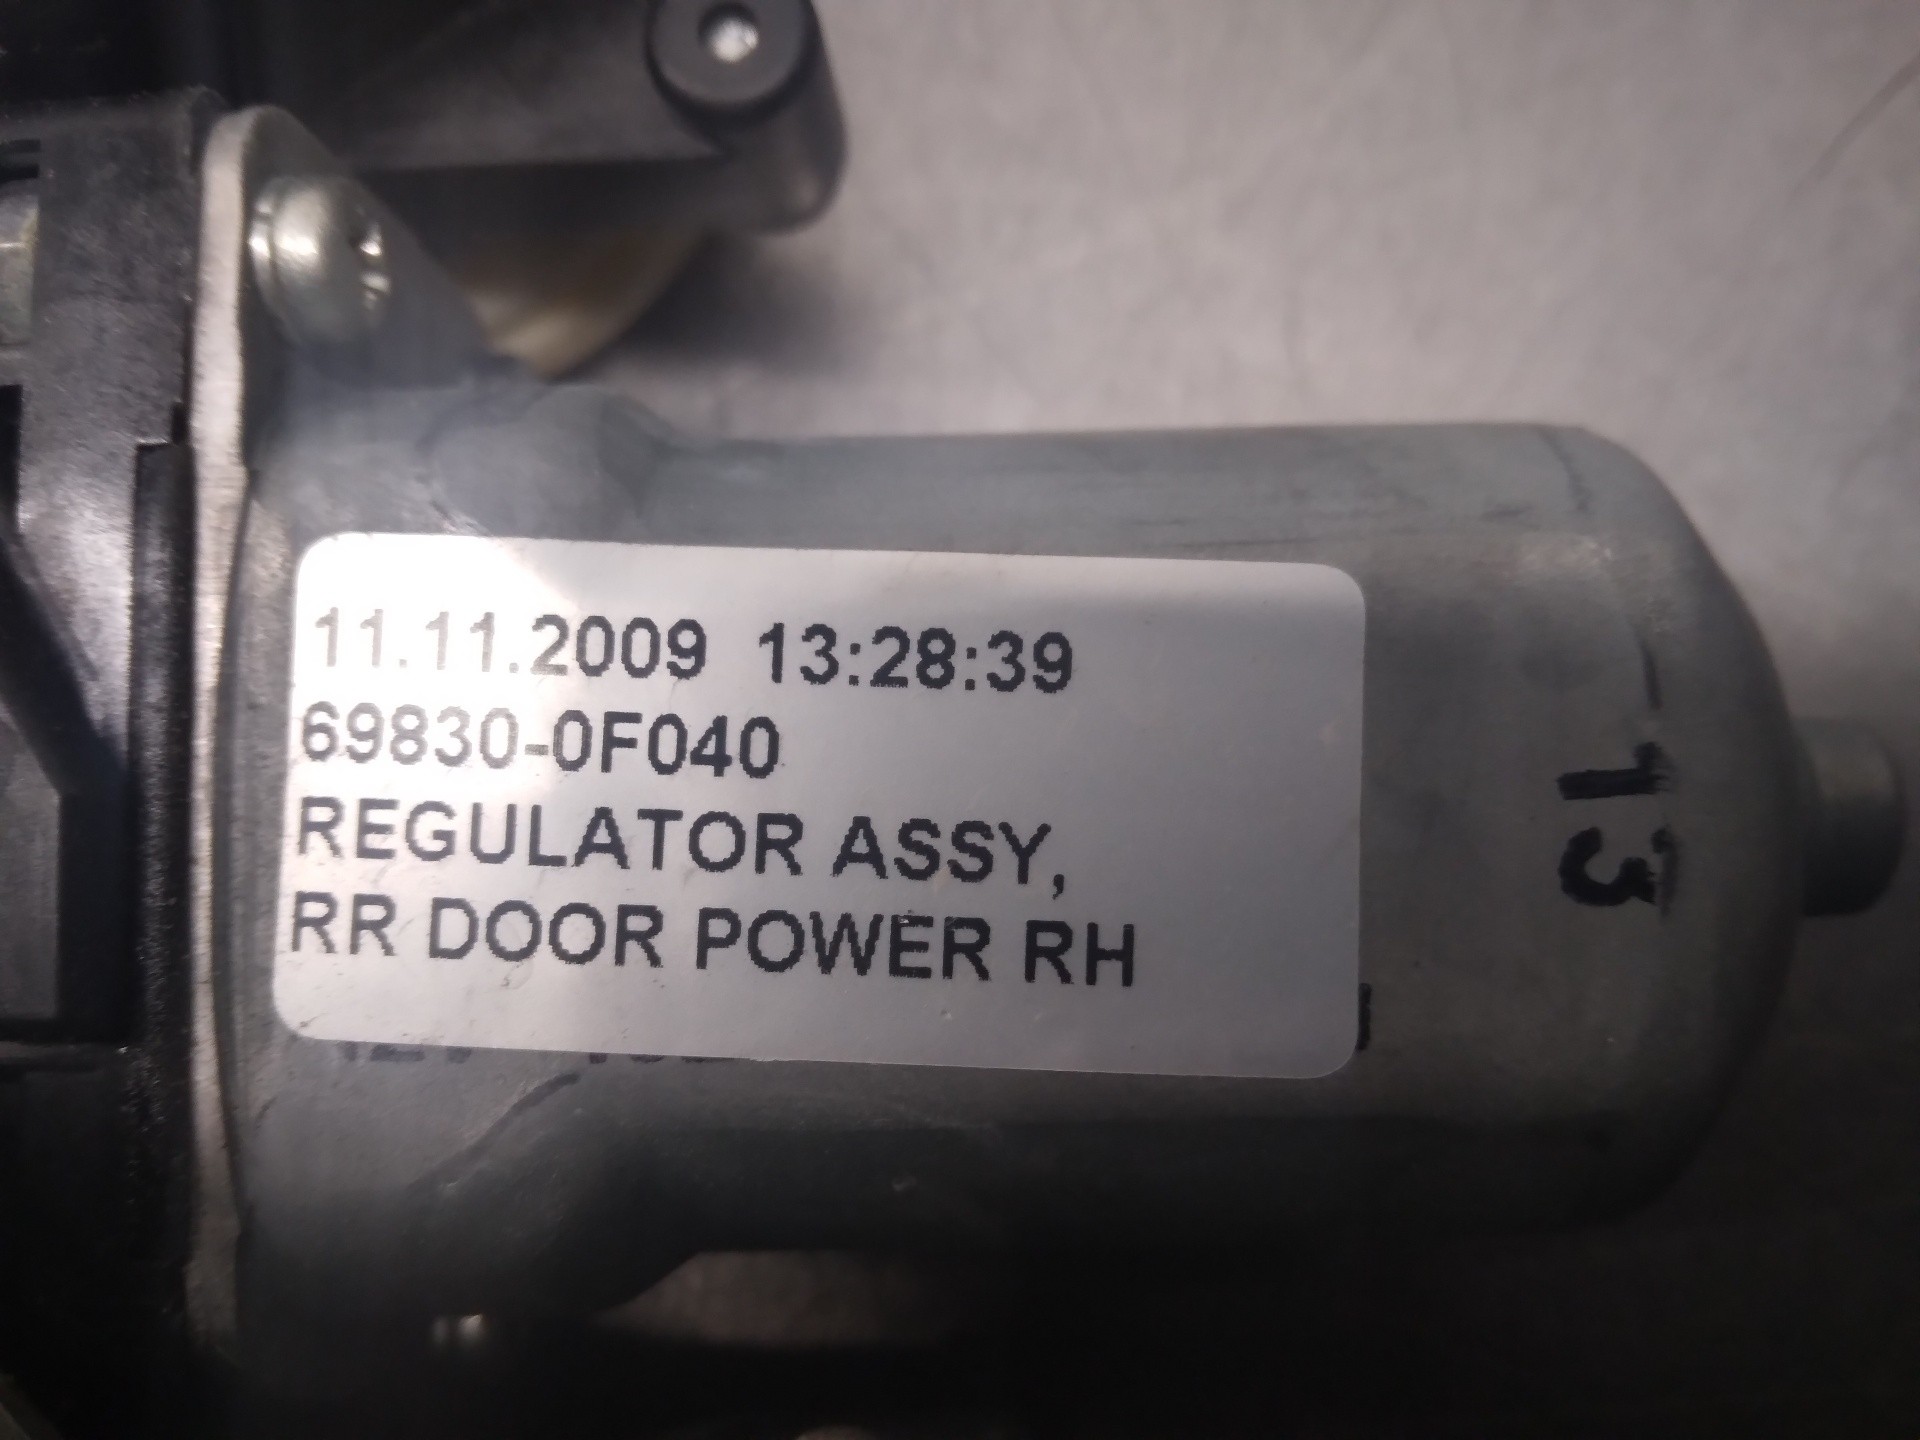 11.11.2009 13:28:39
69830-0F040
REGULATOR ASSY,
RR DOOR POWER RH
13